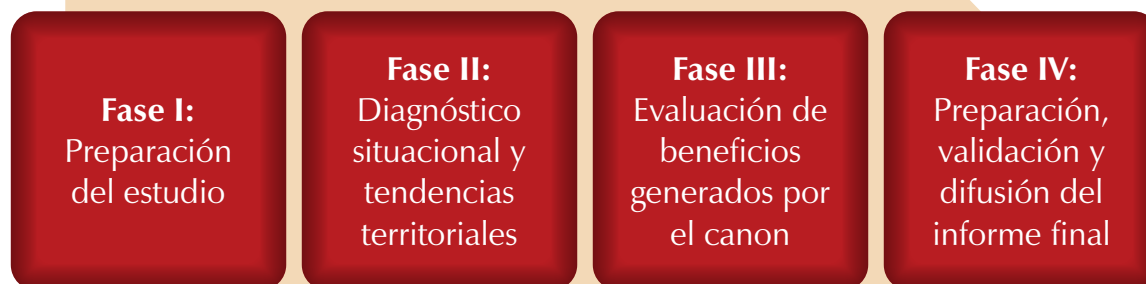 Fase I:
Preparación
del estudio
Fase II:
Diagnóstico
situacional y
tendencias
territoriales
Fase III:
Evaluación de
beneficios
generados por
el canon
Fase IV:
Preparación,
validación y
difusión del
informe final